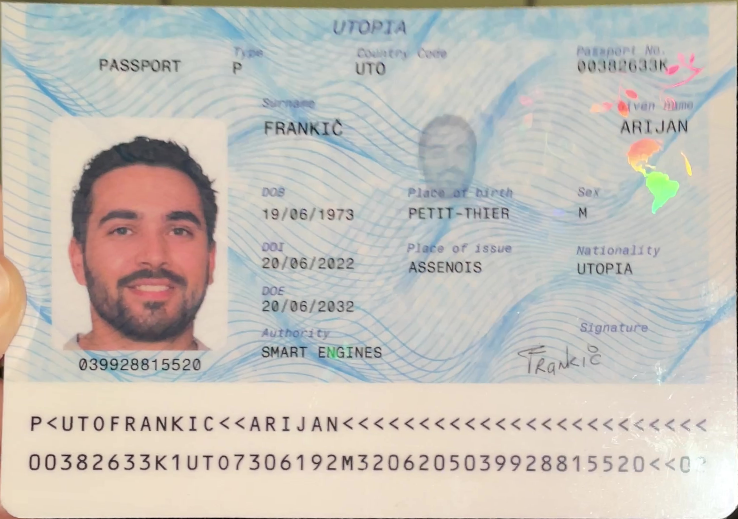 UTOPIA
PASSPORT
Type
P
Country Code
UTO
Passport No.
00382633K
Surname
FRANKIČ
Given name
ARIJAN
DOB
19/06/1973
Place of birth
PETIT-THIER
Sex
M
DOI
20/06/2022
Place of issue
ASSENOIS
Nationality
UTOPIA
DOE
20/06/2032
Authority
SMART ENGINES
Signature
Frankič
039928815520
P<UTOFRANKIC<<ARIJAN<<<<<<<<<<<<<<<<<<<<<<<<
00382633K1UTO7306192M3206205039928815520<<0